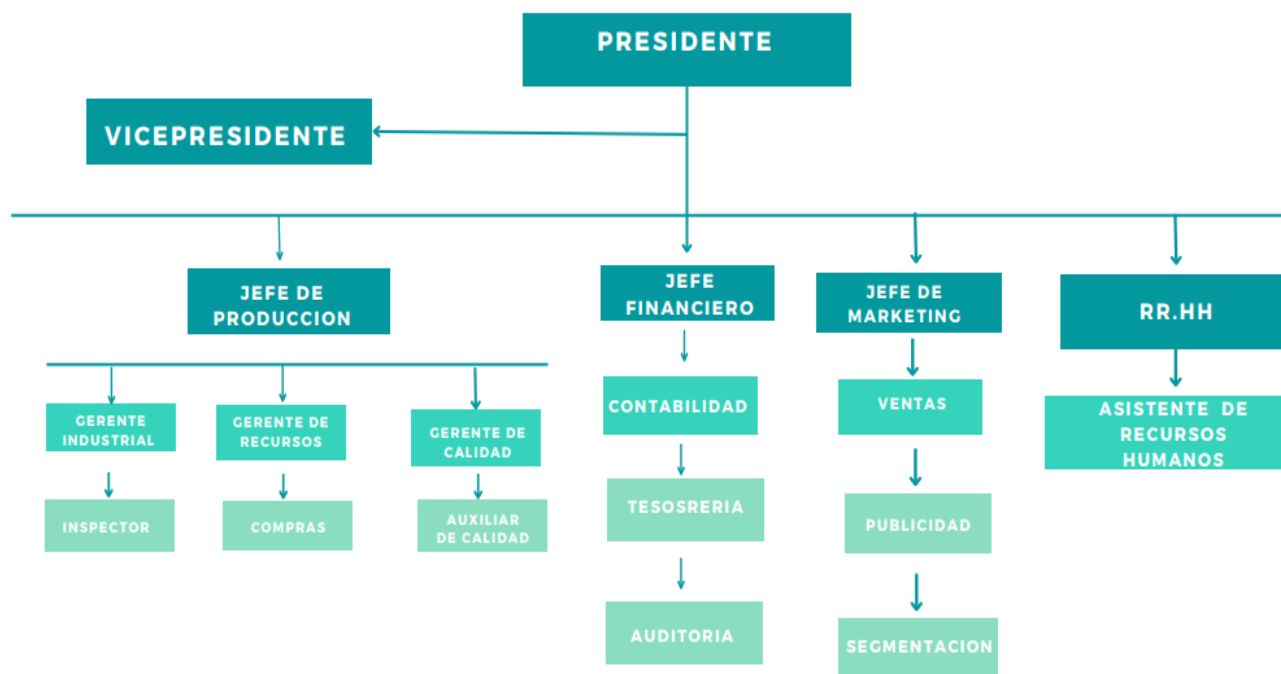 PRESIDENTE
VICEPRESIDENTE
JEFE DE
PRODUCCION
JEFE
FINANCIERO
JEFE DE
MARKETING
RR.HH
GERENTE
INDUSTRIAL
GERENTE DE
RECURSOS
GERENTE DE
CALIDAD
CONTABILIDAD
VENTAS
ASISTENTE DE
RECURSOS
HUMANOS
INSPECTOR
COMPRAS
AUXILIAR
DE CALIDAD
TESOSRERIA
PUBLICIDAD
AUDITORIA
SEGMENTACION